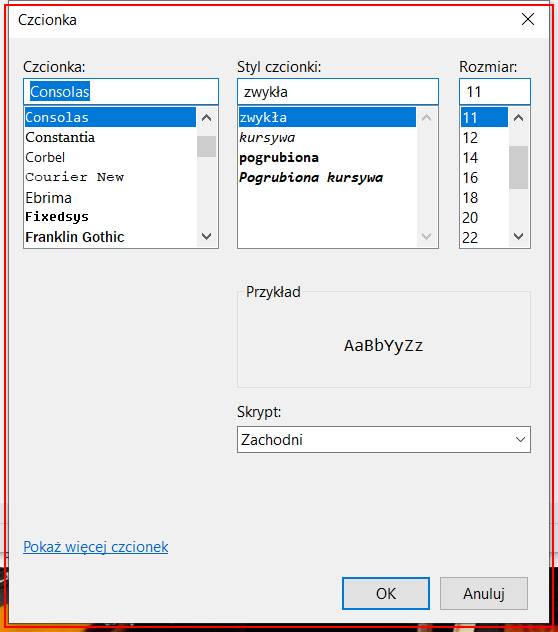 Czcionka
Czcionka:
Consolas
Consolas
Constantia
Corbel
Courier New
Ebrima
Fixedsys
Franklin Gothic
Styl czcionki:
zwykła
zwykła
kursywa
pogrubiona
Pogrubiona kursywa
Rozmiar:
11
11
12
14
16
18
20
22
Przykład
AaBbYyZz
Skrypt:
Zachodni
Pokaż więcej czcionek
OK
Anuluj